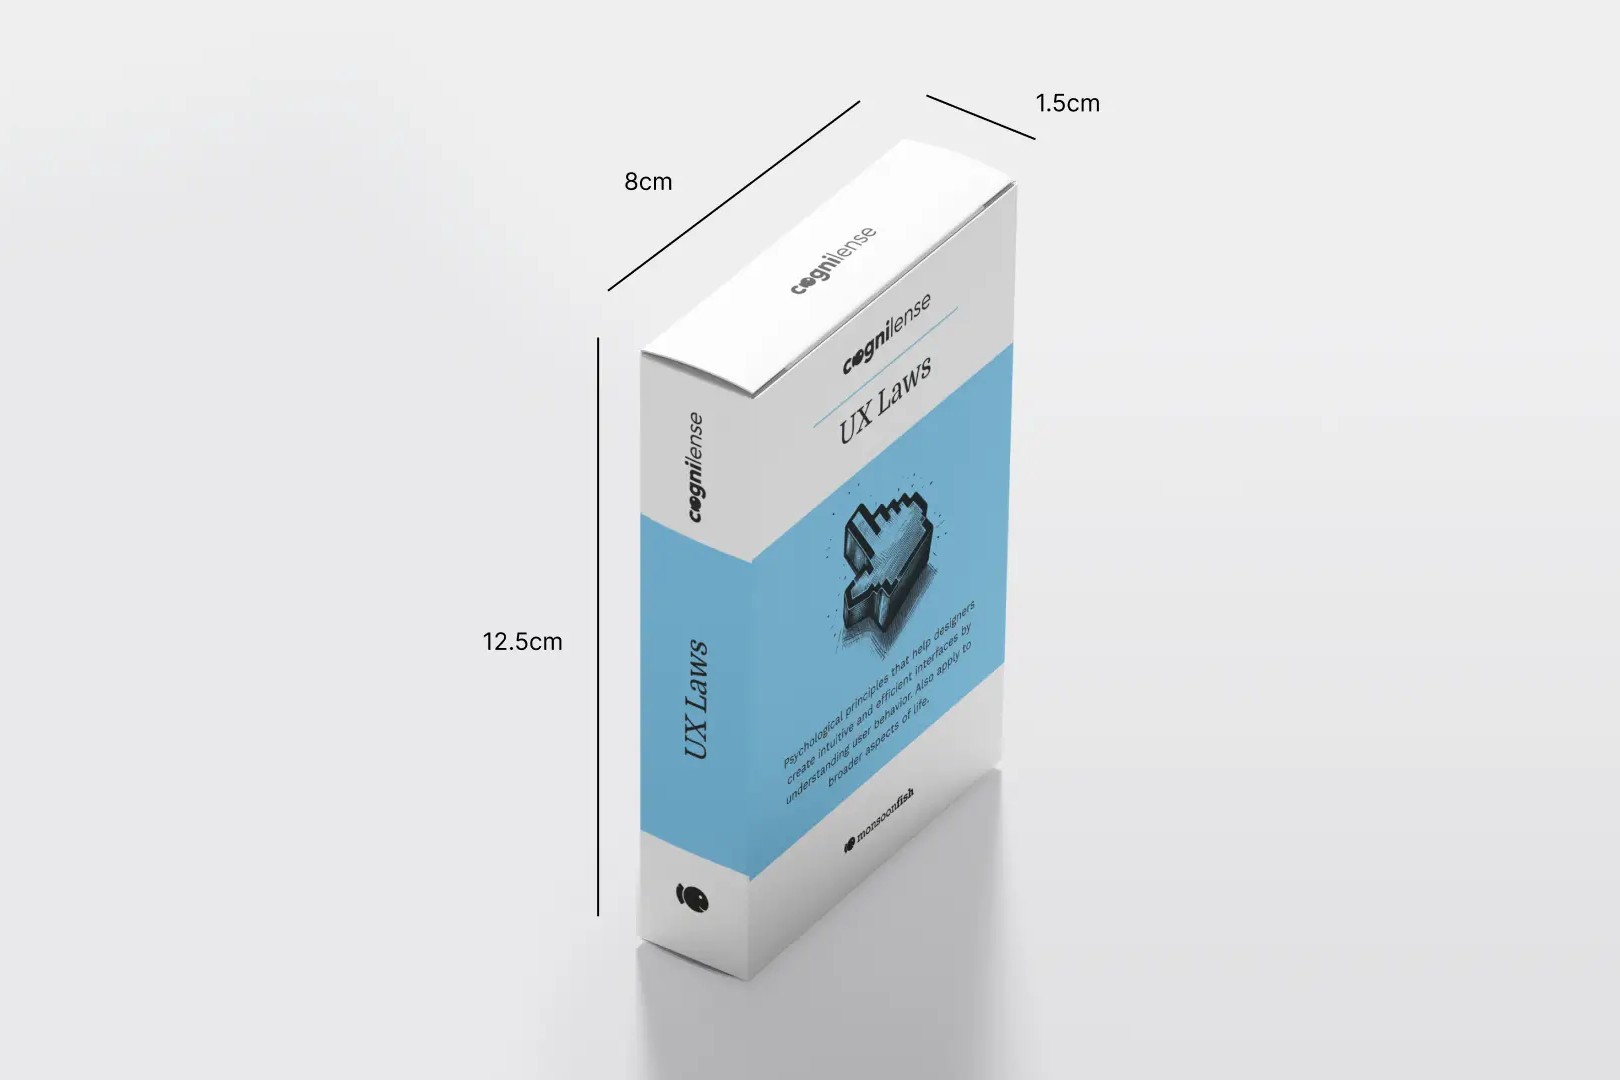 1.5cm
8cm
cognilense
cognilense
UX Laws
cognilense
12.5cm
UX Laws
Psychological principles that help designers
create intuitive and efficient interfaces by
understanding user behavior. Also apply to
broader aspects of life.
monsoonfish